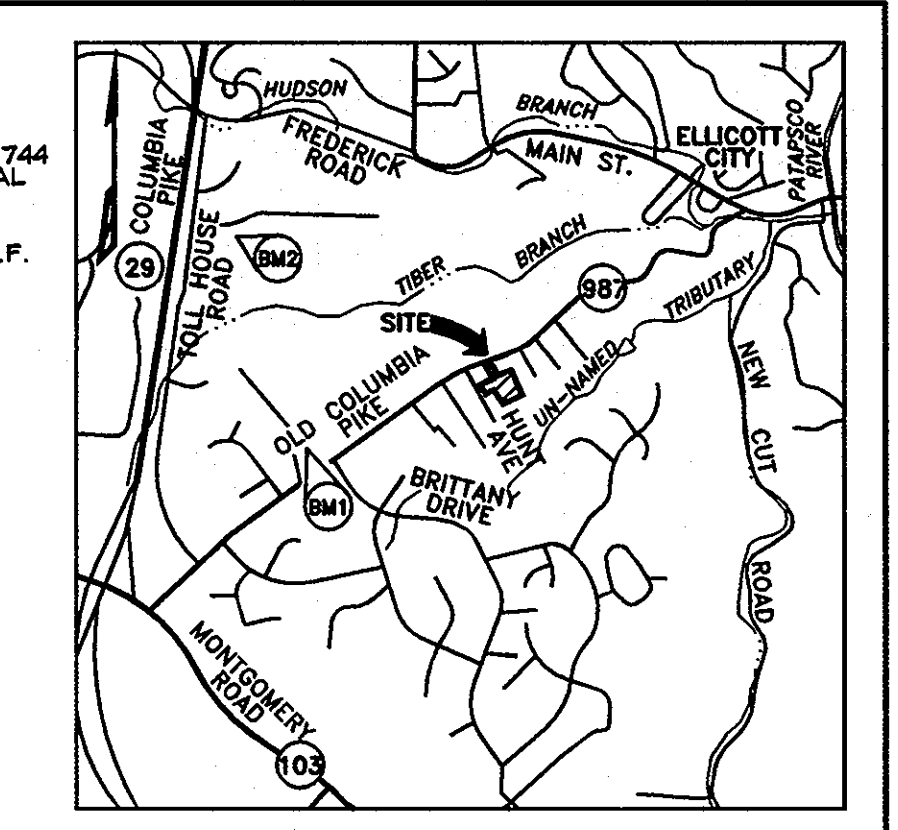 744
AL
.F.
HUDSON
BRANCH
FREDERICK
ROAD
MAIN ST.
ELLICOTT
CITY
PATAPSCO
RIVER
COLUMBIA
PIKE
29
TOLL HOUSE
ROAD
BM2
TIBER
BRANCH
987
TRIBUTARY
SITE
UN-NAMED
OLD COLUMBIA
PIKE
HUNT
AVE
NEW CUT ROAD
BM1
BRITTANY
DRIVE
MONTGOMERY
ROAD
103